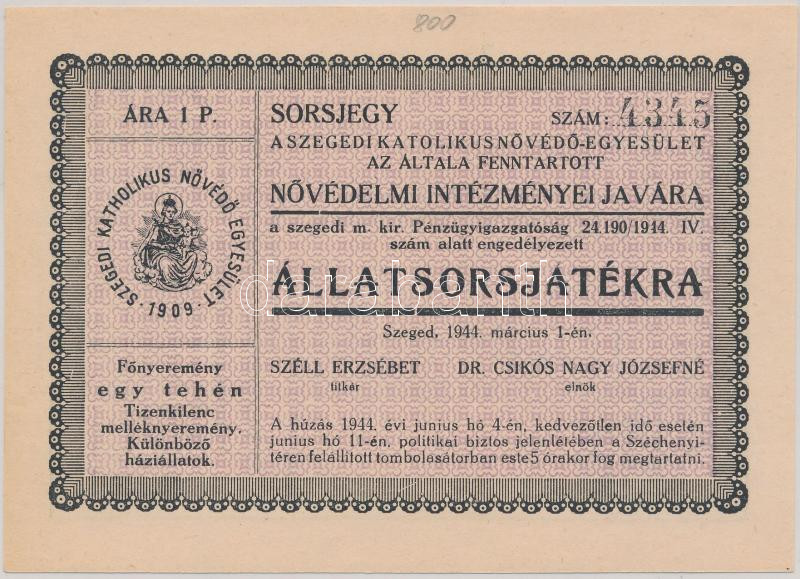 800
ÁRA 1 P.
SZEGEDI KATHOLIKUS NŐVÉDŐ EGYESÜLET
· 1909 ·
Főnyeremény
egy tehén
Tizenkilenc
melléknyeremény.
Különböző
háziállatok.
SORSJEGY
SZÁM: 4345
A SZEGEDI KATOLIKUS NŐVÉDŐ-EGYESÜLET
AZ ÁLTALA FENNTARTOTT
NŐVÉDELMI INTÉZMÉNYEI JAVÁRA
a szegedi m. kir. Pénzügyigazgatóság 24.190/1944. IV.
szám alatt engedélyezett
ÁLLATSORSJATÉKRA
Szeged, 1944. március 1-én.
SZÉLL ERZSÉBET
titkár
DR. CSIKÓS NAGY JÓZSEFNÉ
elnök
A húzás 1944. évi junius hó 4-én, kedvezőtlen idő esetén
junius hó 11-én, politikai biztos jelenlétében a Széchenyi-
téren felállított tombolasátorban este 5 órakor fog megtartatni.
darabanth